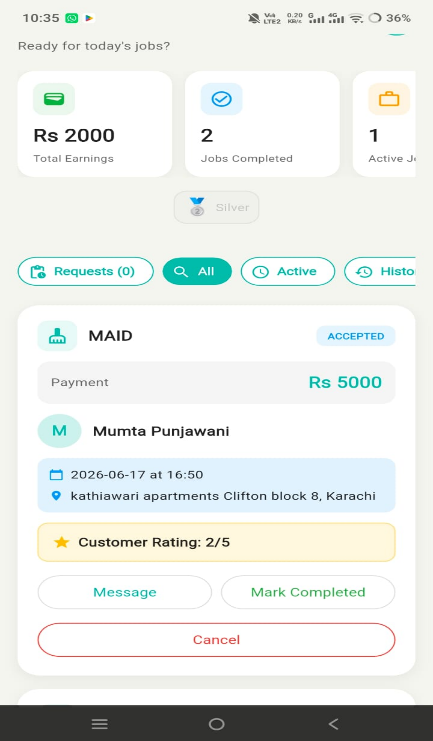 10:35
Vo
LTE2
0.20
KB/s
G
4G
36%
Ready for today's jobs?
Rs 2000
Total Earnings
2
Jobs Completed
1
Active Jo
Silver
Requests (0)
All
Active
Histo
MAID
ACCEPTED
Payment
Rs 5000
M
Mumta Punjawani
2026-06-17 at 16:50
kathiawari apartments Clifton block 8, Karachi
Customer Rating: 2/5
Message
Mark Completed
Cancel